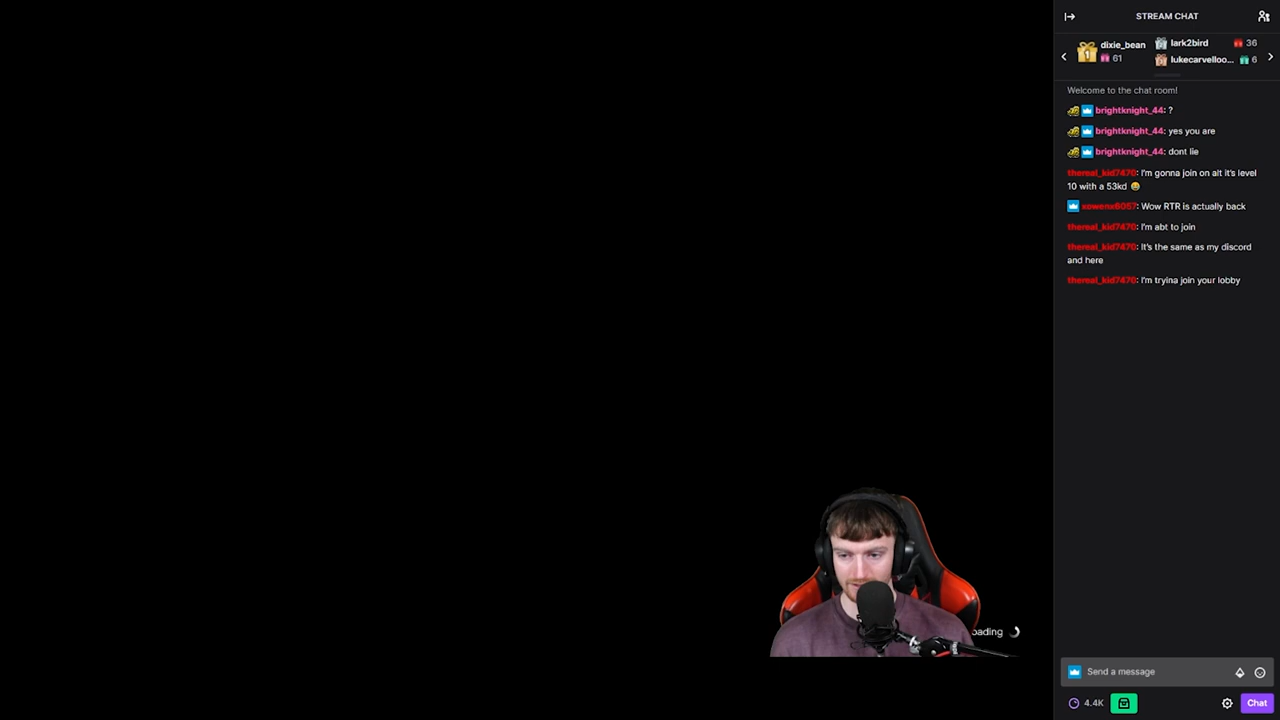 STREAM CHAT
dixie_bean
61
lark2bird
36
lukecarvelloo...
6
Welcome to the chat room!
brightknight_44: ?
brightknight_44: yes you are
brightknight_44: dont lie
thereal_kid7470: I'm gonna join on alt it's level
10 with a 53kd
xowenx6057: Wow RTR is actually back
thereal_kid7470: I'm abt to join
thereal_kid7470: It's the same as my discord
and here
thereal_kid7470: I'm tryina join your lobby
oading
Send a message
4.4K
Chat